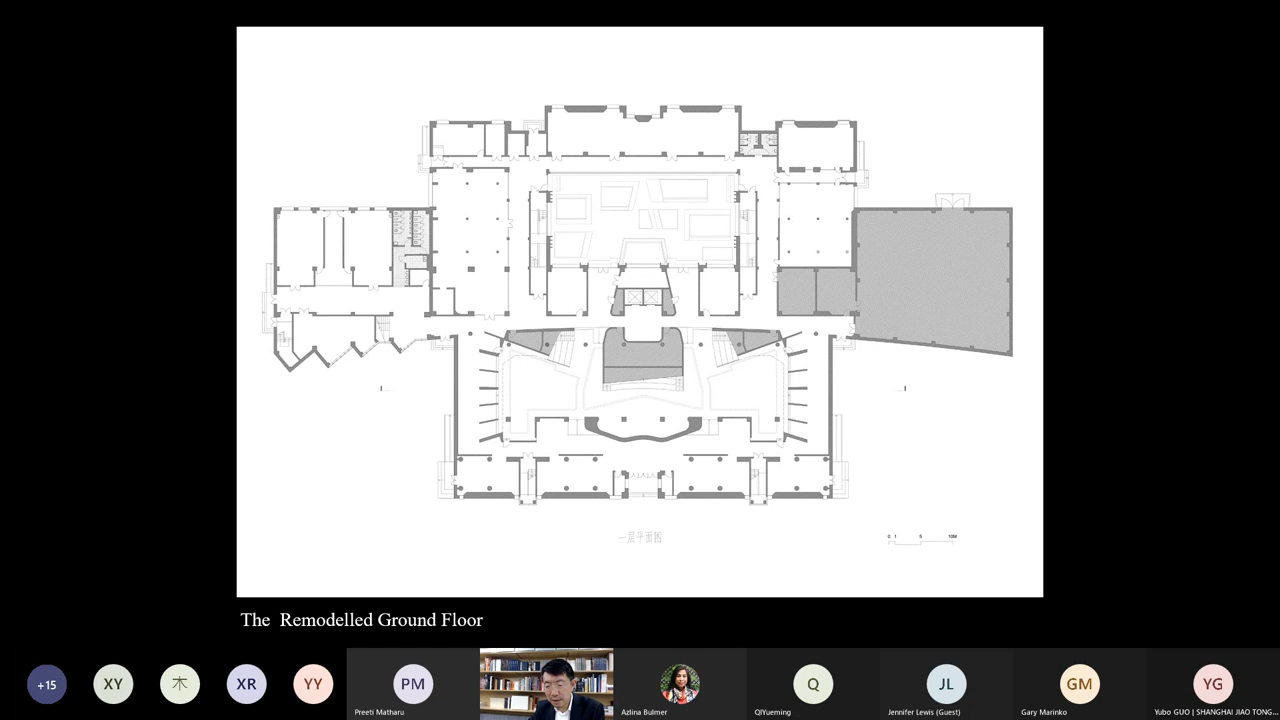 一层平面图
0 1 5 10M
The Remodelled Ground Floor
+15
XY
木
XR
YY
PM
Q
JL
GM
YG
Preeti Matharu
Azlina Bulmer
QIYueming
Jennifer Lewis (Guest)
Gary Marinko
Yubo GUO | SHANGHAI JIAO TONG...